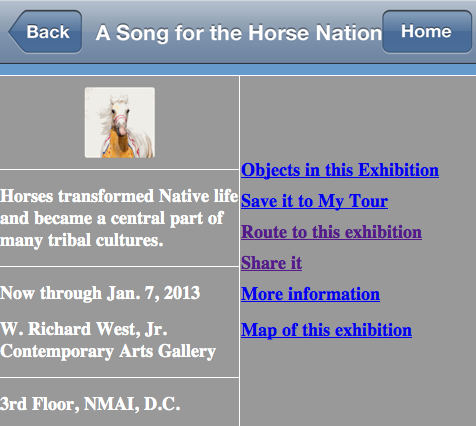 Back
A Song for the Horse Nation
Home
Horses transformed Native life
and became a central part of
many tribal cultures.
Now through Jan. 7, 2013
W. Richard West, Jr.
Contemporary Arts Gallery
3rd Floor, NMAI, D.C.
Objects in this Exhibition
Save it to My Tour
Route to this exhibition
Share it
More information
Map of this exhibition